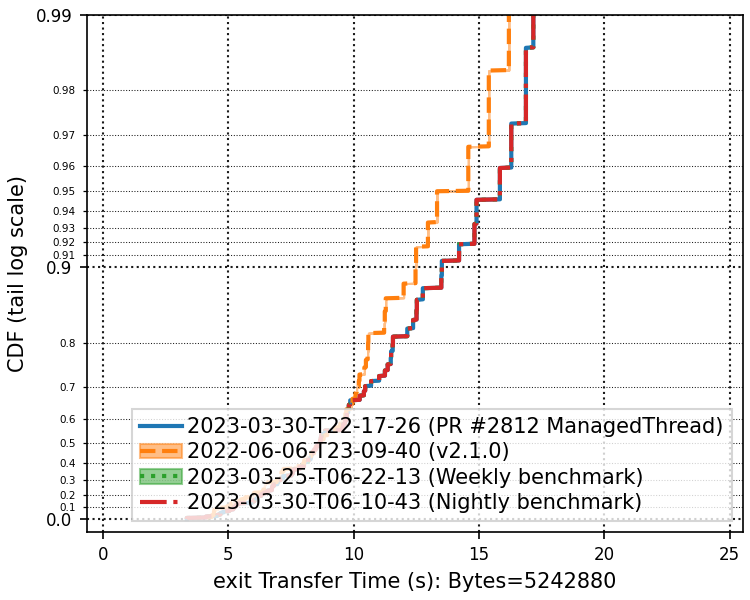 0.99
0.98
0.97
0.96
0.95
0.94
0.93
0.92
0.91
0.9
0.8
0.7
0.6
0.5
0.4
0.3
0.2
0.1
0.0
CDF (tail log scale)
2023-03-30-T22-17-26 (PR #2812 ManagedThread)
2022-06-06-T23-09-40 (v2.1.0)
2023-03-25-T06-22-13 (Weekly benchmark)
2023-03-30-T06-10-43 (Nightly benchmark)
0 5 10 15 20 25
exit Transfer Time (s): Bytes=5242880